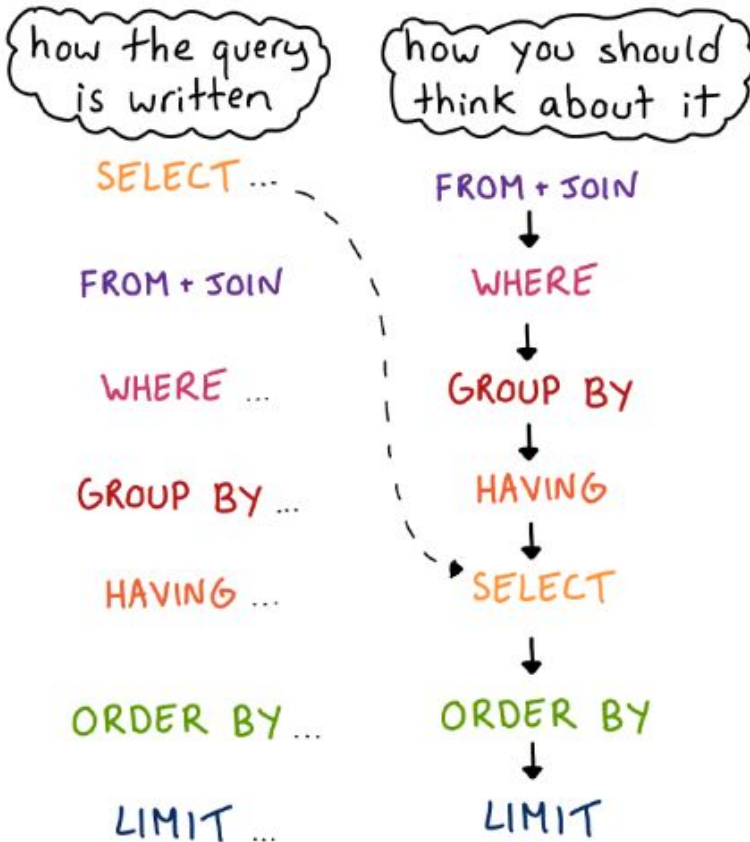 how the query
is written
SELECT ...
FROM + JOIN
WHERE ...
GROUP BY ...
HAVING ...
ORDER BY ...
LIMIT ...
how you should
think about it
FROM + JOIN
WHERE
GROUP BY
HAVING
SELECT
ORDER BY
LIMIT